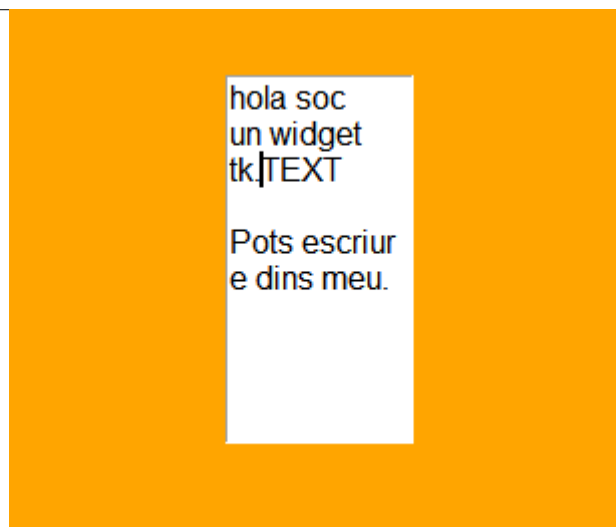 hola soc
un widget
tk.TEXT

Pots escriur
e dins meu.